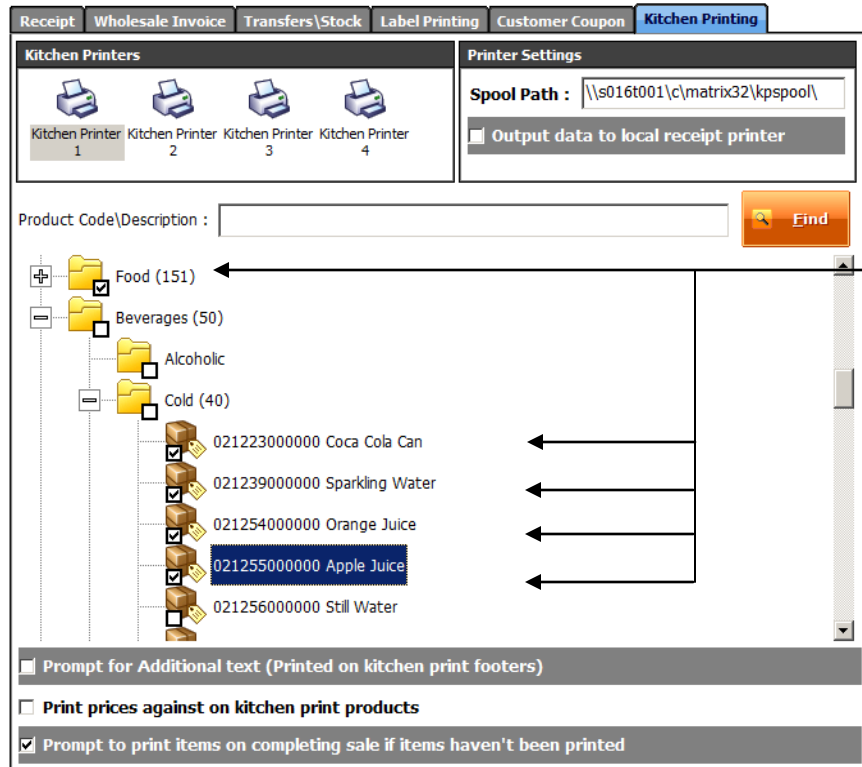 Receipt Wholesale Invoice Transfers\Stock Label Printing Customer Coupon Kitchen Printing
Kitchen Printers
Kitchen Printer 1
Kitchen Printer 2
Kitchen Printer 3
Kitchen Printer 4
Printer Settings
Spool Path : \\s016t001\c\matrix32\kpspool\
Output data to local receipt printer
Product Code\Description : Find
Food (151)
Beverages (50)
Alcoholic
Cold (40)
021223000000 Coca Cola Can
021239000000 Sparkling Water
021254000000 Orange Juice
021255000000 Apple Juice
021256000000 Still Water
Prompt for Additional text (Printed on kitchen print footers)
Print prices against on kitchen print products
Prompt to print items on completing sale if items haven't been printed